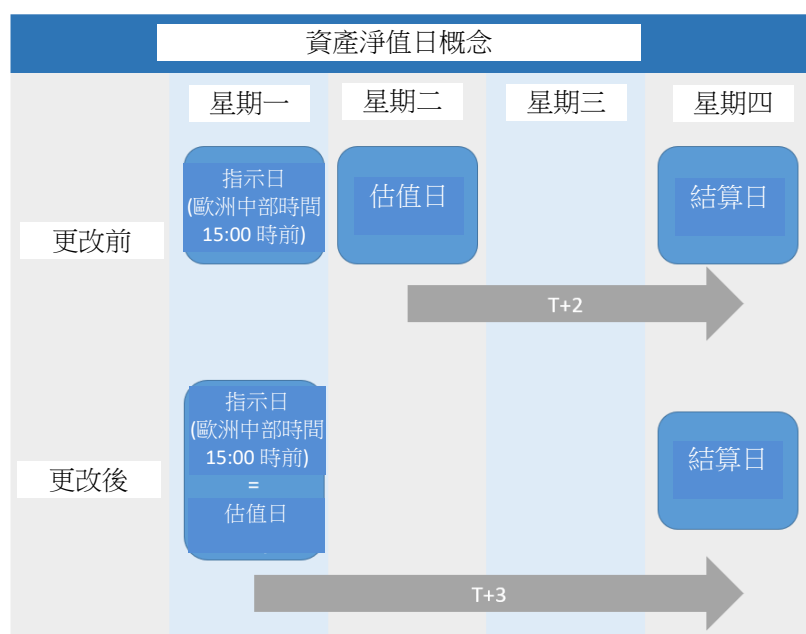 資產淨值日概念
星期一
星期二
星期三
星期四
更改前
指示日
(歐洲中部時間
15:00 時前)
估值日
結算日
T+2
更改後
指示日
(歐洲中部時間
15:00 時前)
=
估值日
結算日
T+3